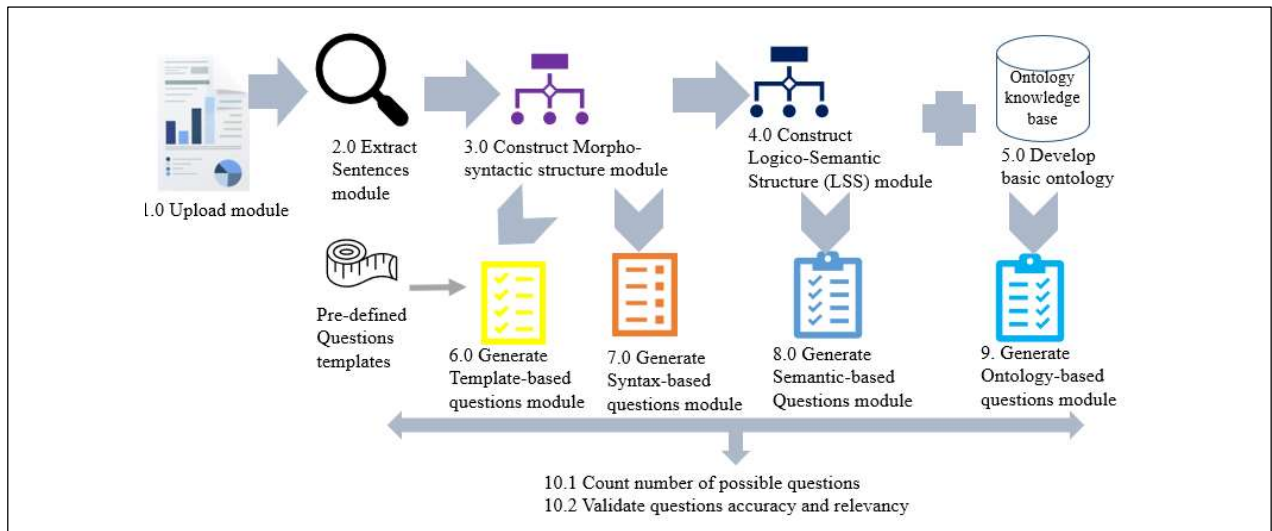 Ontology
knowledge
base
2.0 Extract
Sentences
module
3.0 Construct Morpho-
syntactic structure module
4.0 Construct
Logico-Semantic
Structure (LSS) module
5.0 Develop
basic ontology
1.0 Upload module
Pre-defined
Questions
templates
6.0 Generate
Template-based
questions module
7.0 Generate
Syntax-based
questions module
8.0 Generate
Semantic-based
Questions module
9. Generate
Ontology-based
questions module
10.1 Count number of possible questions
10.2 Validate questions accuracy and relevancy